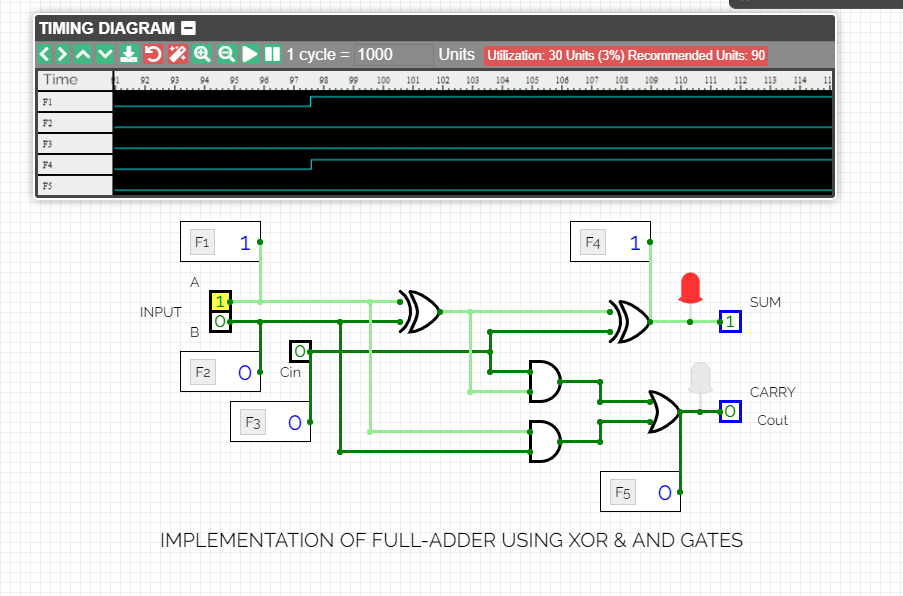 TIMING DIAGRAM
1 cycle = 1000 Units Utilization: 30 Units (3%) Recommended Units: 90
Time 91 92 93 94 95 96 97 98 99 100 101 102 103 104 105 106 107 108 109 110 111 112 113 114 11
F1
F2
F3
F4
F5
F1 1
F4 1
A
1
SUM
INPUT
0
1
B
0
Cin
F2 0
CARRY
0
Cout
F3 0
F5 0
IMPLEMENTATION OF FULL-ADDER USING XOR & AND GATES